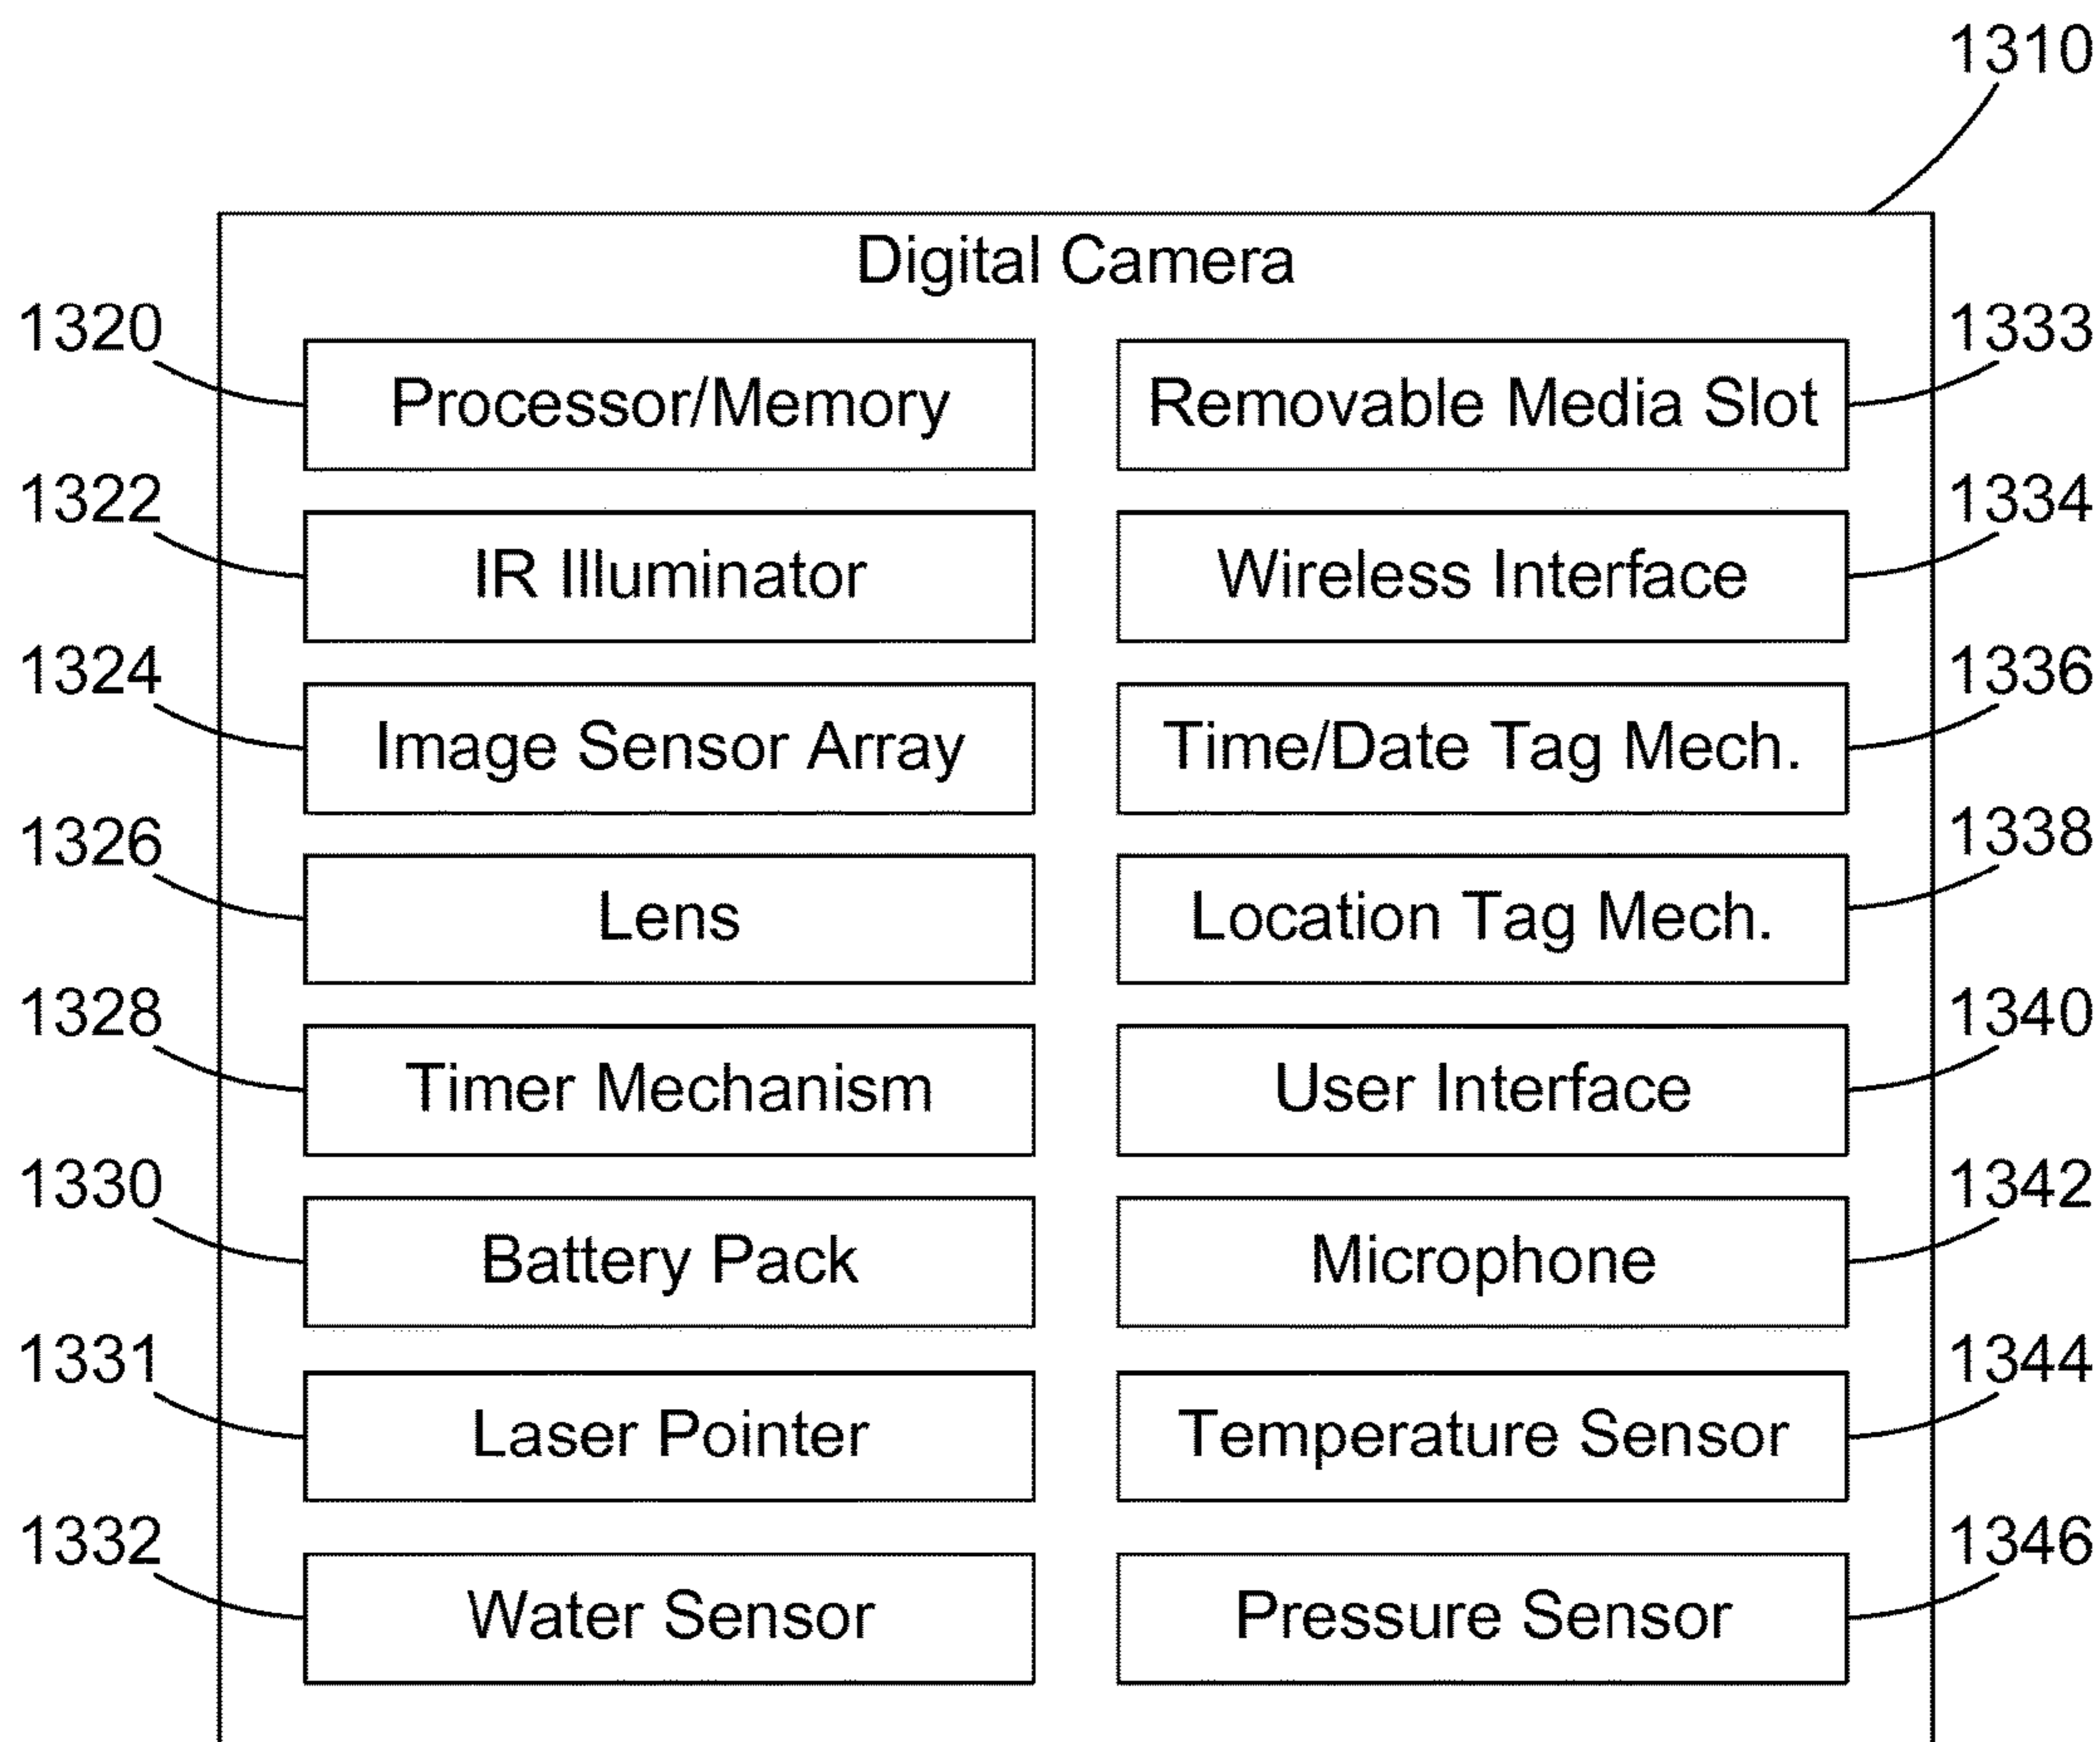 1310
Digital Camera
1320 Processor/Memory Removable Media Slot 1333
1322 IR Illuminator Wireless Interface 1334
1324 Image Sensor Array Time/Date Tag Mech. 1336
1326 Lens Location Tag Mech. 1338
1328 Timer Mechanism User Interface 1340
1330 Battery Pack Microphone 1342
1331 Laser Pointer Temperature Sensor 1344
1332 Water Sensor Pressure Sensor 1346